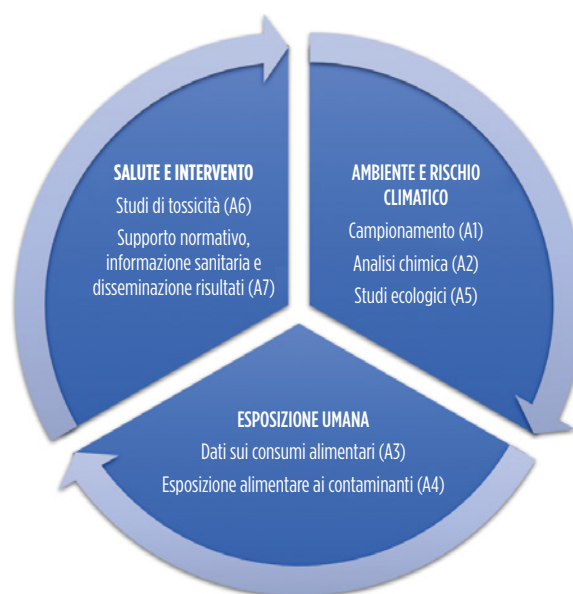 SALUTE E INTERVENTO
Studi di tossicità (A6)
Supporto normativo,
informazione sanitaria e
disseminazione risultati (A7)
AMBIENTE E RISCHIO
CLIMATICO
Campionamento (A1)
Analisi chimica (A2)
Studi ecologici (A5)
ESPOSIZIONE UMANA
Dati sui consumi alimentari (A3)
Esposizione alimentare ai contaminanti (A4)